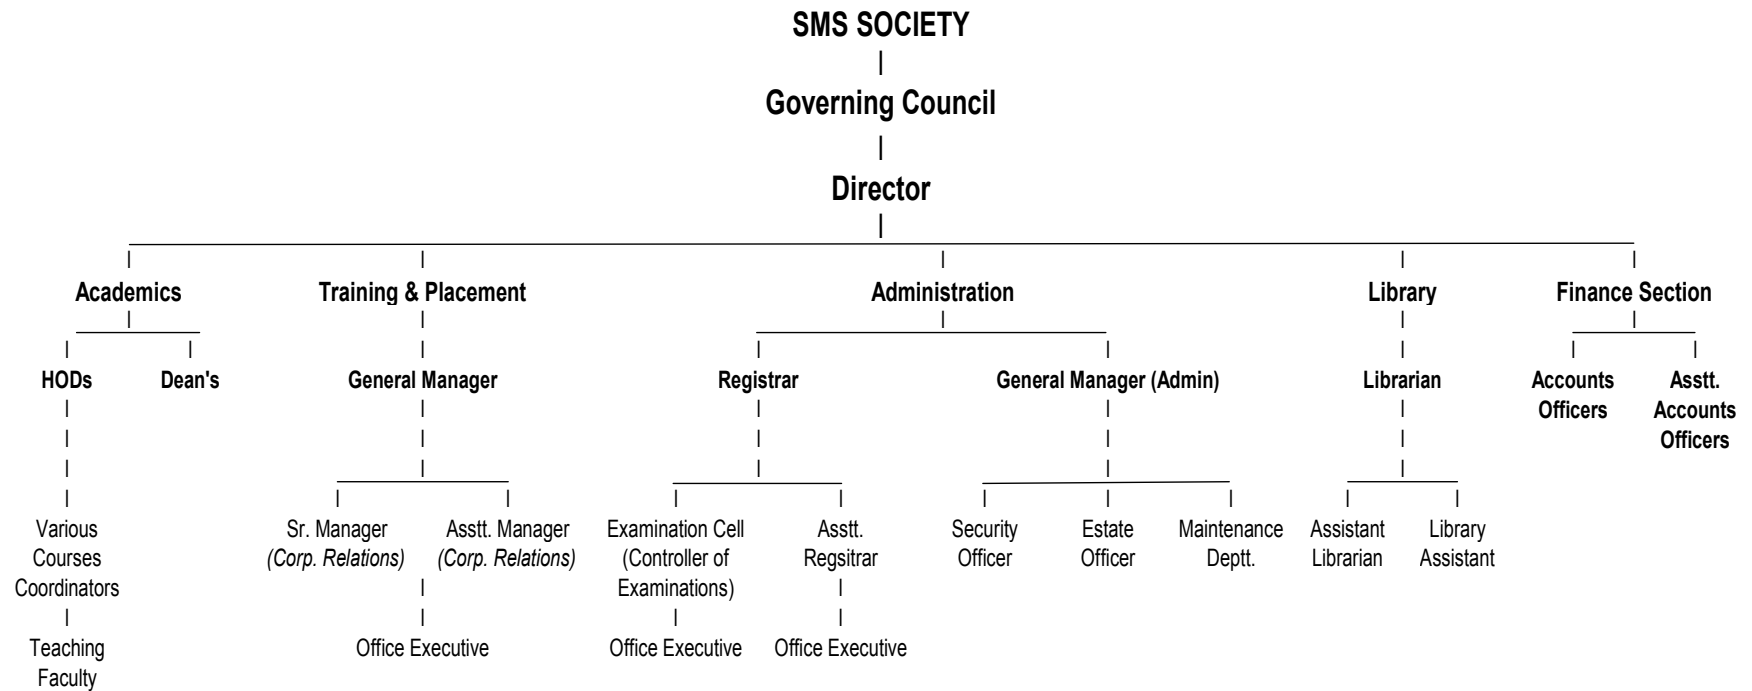 SMS SOCIETY
Governing Council
Director
Academics
Training & Placement
Administration
Library
Finance Section
HODs
Dean's
General Manager
Registrar
General Manager (Admin)
Librarian
Accounts
Officers
Asstt.
Accounts
Officers
Various
Courses
Coordinators
Sr. Manager
(Corp. Relations)
Asstt. Manager
(Corp. Relations)
Examination Cell
(Controller of
Examinations)
Asstt.
Regsitrar
Security
Officer
Estate
Officer
Maintenance
Deptt.
Assistant
Librarian
Library
Assistant
Teaching
Faculty
Office Executive
Office Executive
Office Executive